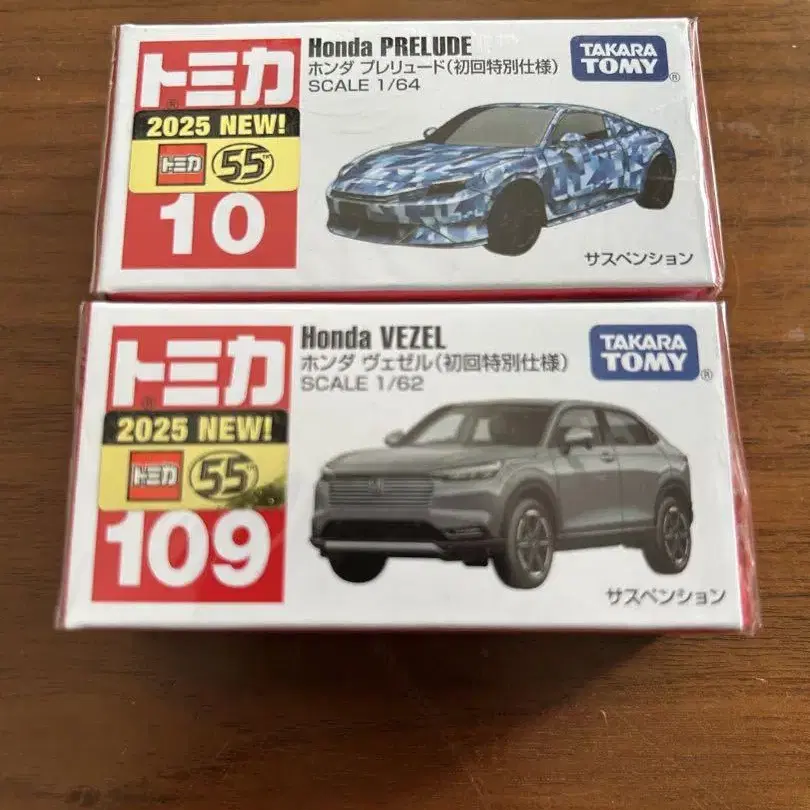 トミカ
®
2025 NEW!
トミカ 55th
10
Honda PRELUDE
ホンダ プレリュード(初回特別仕様)
SCALE 1/64
TAKARA
TOMY
®
サスペンション
トミカ
®
2025 NEW!
トミカ 55th
109
Honda VEZEL
ホンダ ヴェゼル(初回特別仕様)
SCALE 1/62
TAKARA
TOMY
®
サスペンション